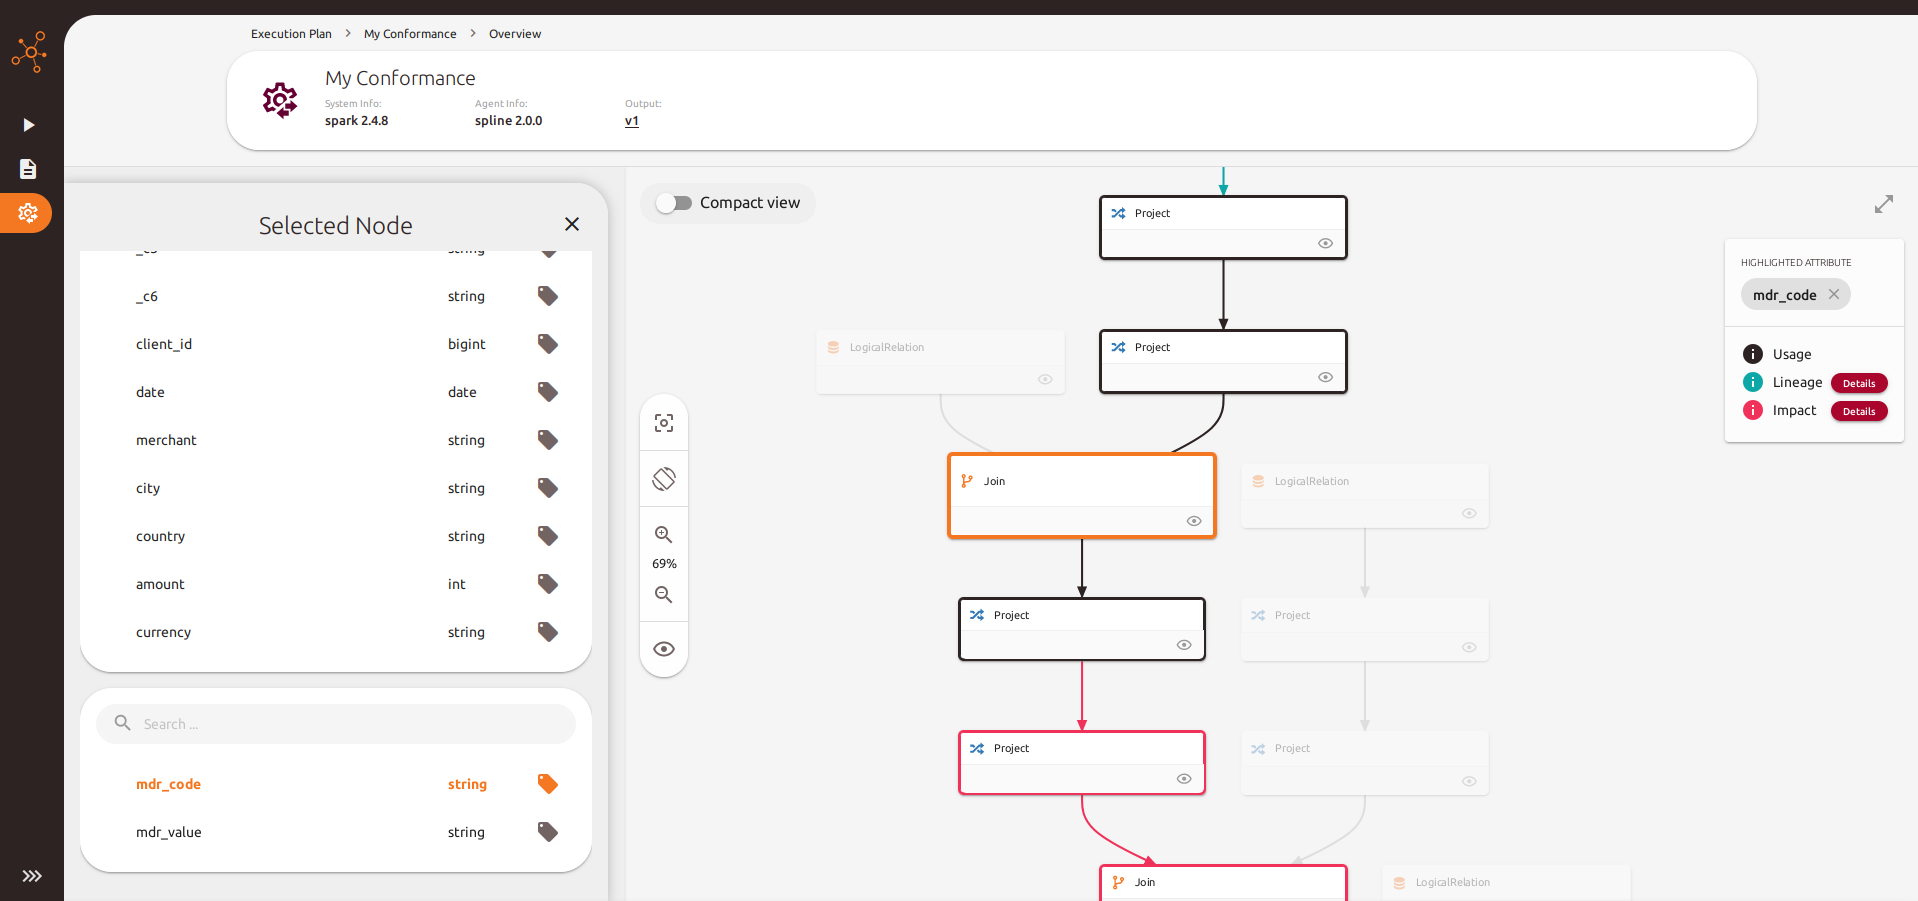 Execution Plan > My Conformance > Overview
My Conformance
System Info: Agent Info: Output:
spark 2.4.8 spline 2.0.0 v1
Selected Node
string
_c6 string
client_id bigint
date date
merchant string
city string
country string
amount int
currency string
Search ...
mdr_code string
mdr_value string
Compact view
69%
Project
LogicalRelation
Project
Join
LogicalRelation
Project
Project
Project
Project
Join
LogicalRelation
HIGHLIGHTED ATTRIBUTE
mdr_code
Usage
Lineage Details
Impact Details